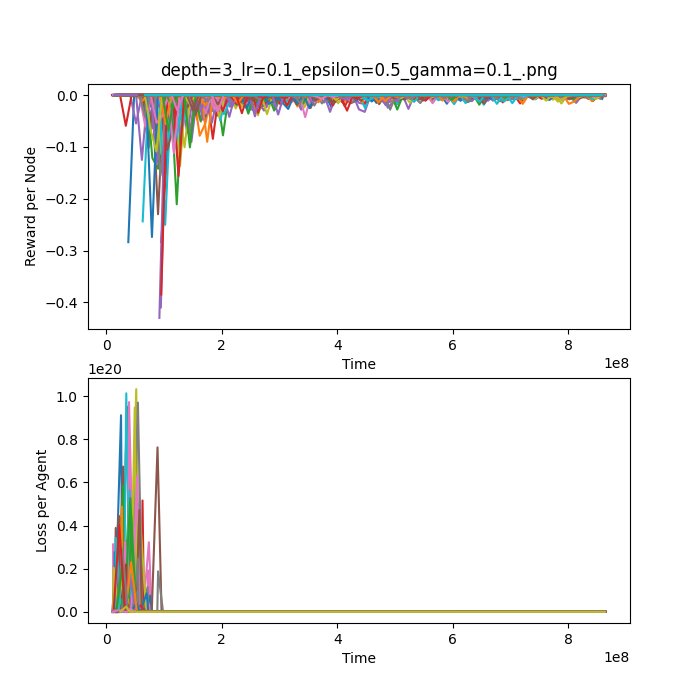 depth=3_lr=0.1_epsilon=0.5_gamma=0.1_.png
0.0
−0.1
−0.2
−0.3
−0.4
Reward per Node
0 2 4 6 8
1e8
Time
1e20
1.0
0.8
0.6
0.4
0.2
0.0
Loss per Agent
0 2 4 6 8
1e8
Time